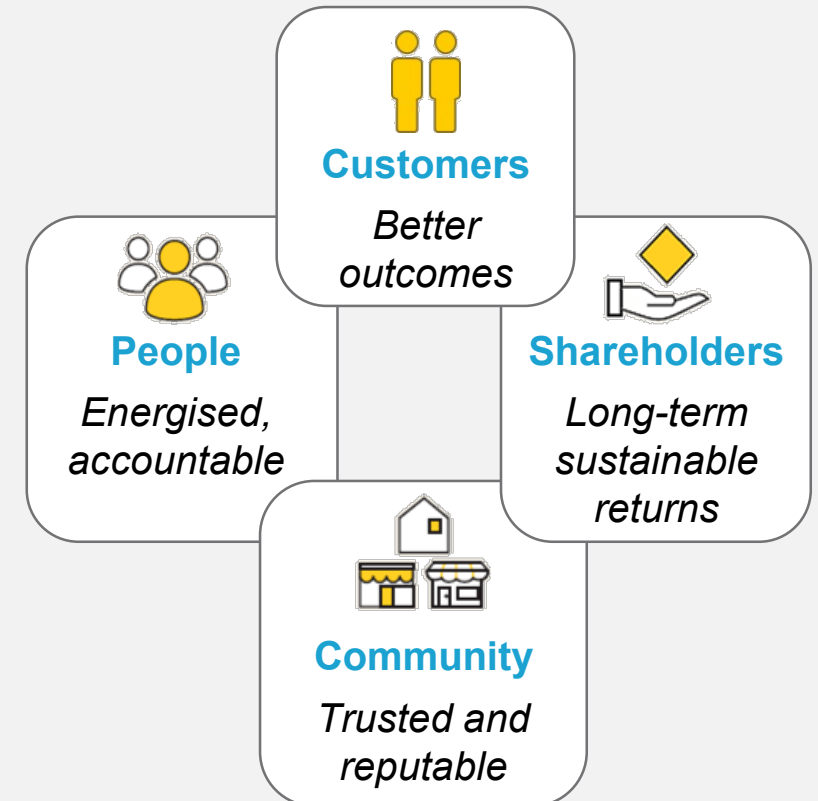 Customers
Better
outcomes
People
Energised,
accountable
Shareholders
Long-term
sustainable
returns
Community
Trusted and
reputable